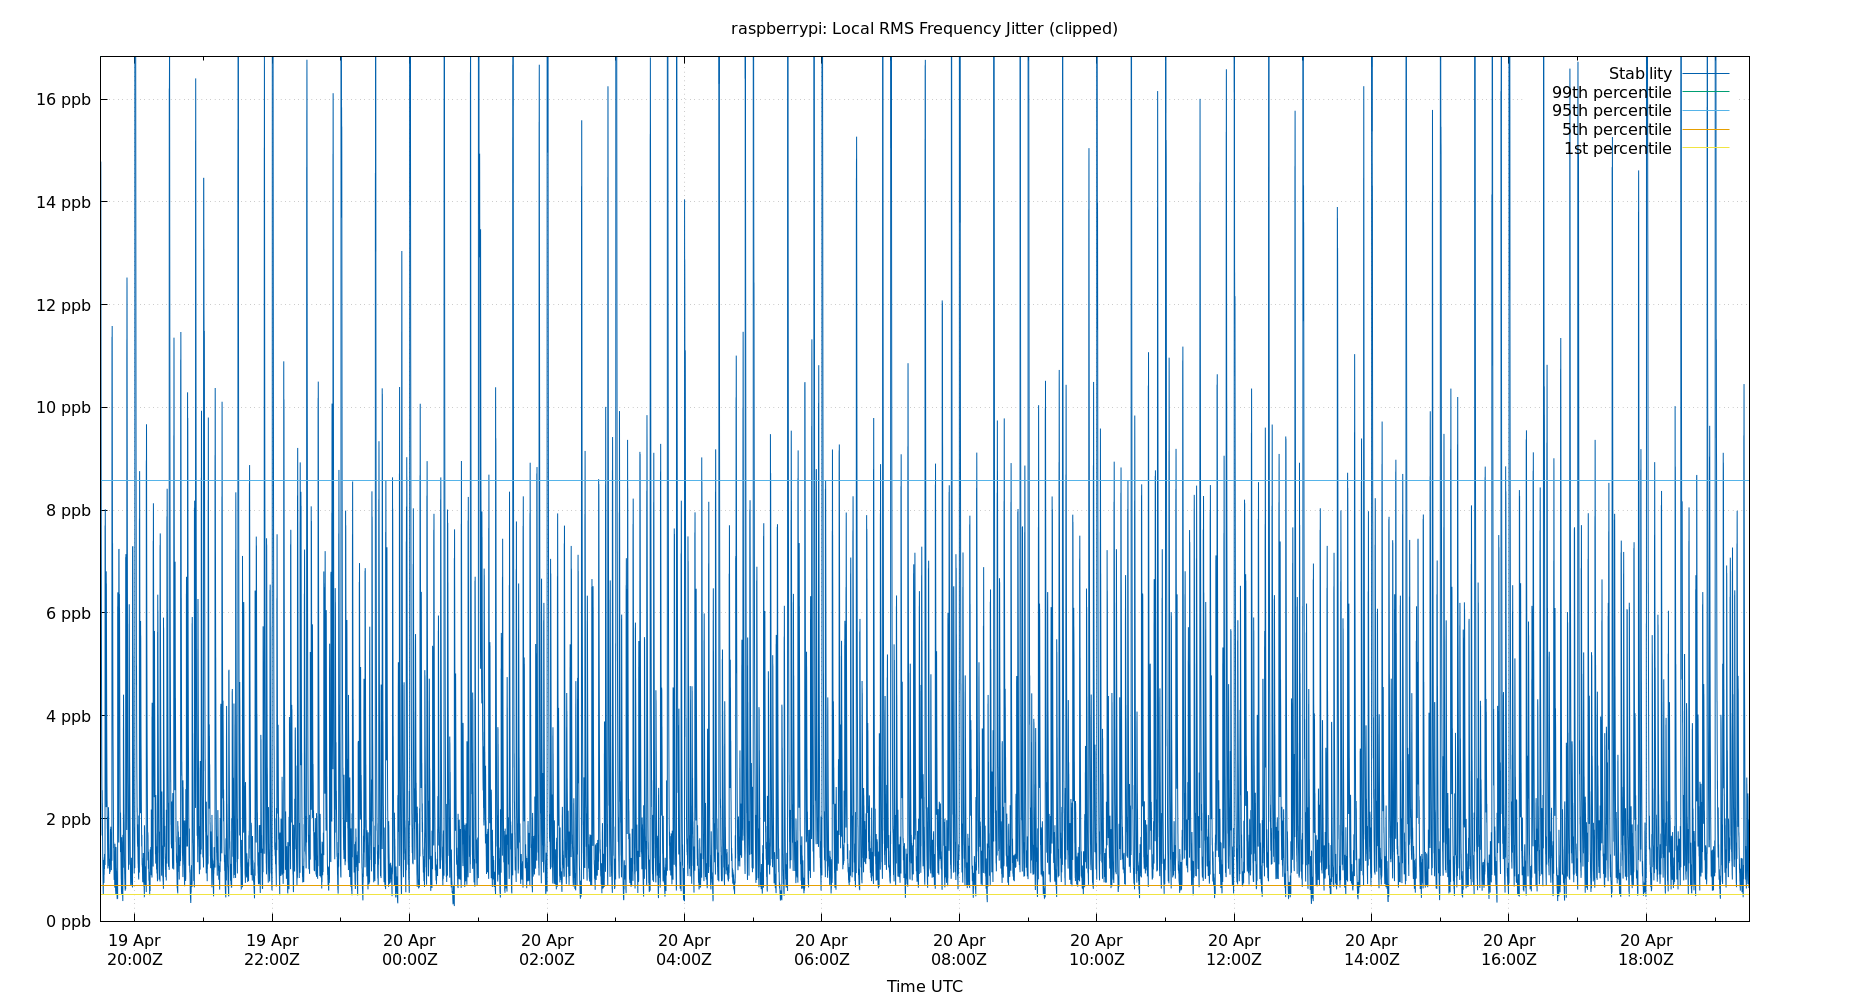 raspberrypi: Local RMS Frequency Jitter (clipped)
Stability
99th percentile
95th percentile
5th percentile
1st percentile
16 ppb
14 ppb
12 ppb
10 ppb
8 ppb
6 ppb
4 ppb
2 ppb
0 ppb
19 Apr 19 Apr 20 Apr 20 Apr 20 Apr 20 Apr 20 Apr 20 Apr 20 Apr 20 Apr 20 Apr 20 Apr
20:00Z 22:00Z 00:00Z 02:00Z 04:00Z 06:00Z 08:00Z 10:00Z 12:00Z 14:00Z 16:00Z 18:00Z
Time UTC